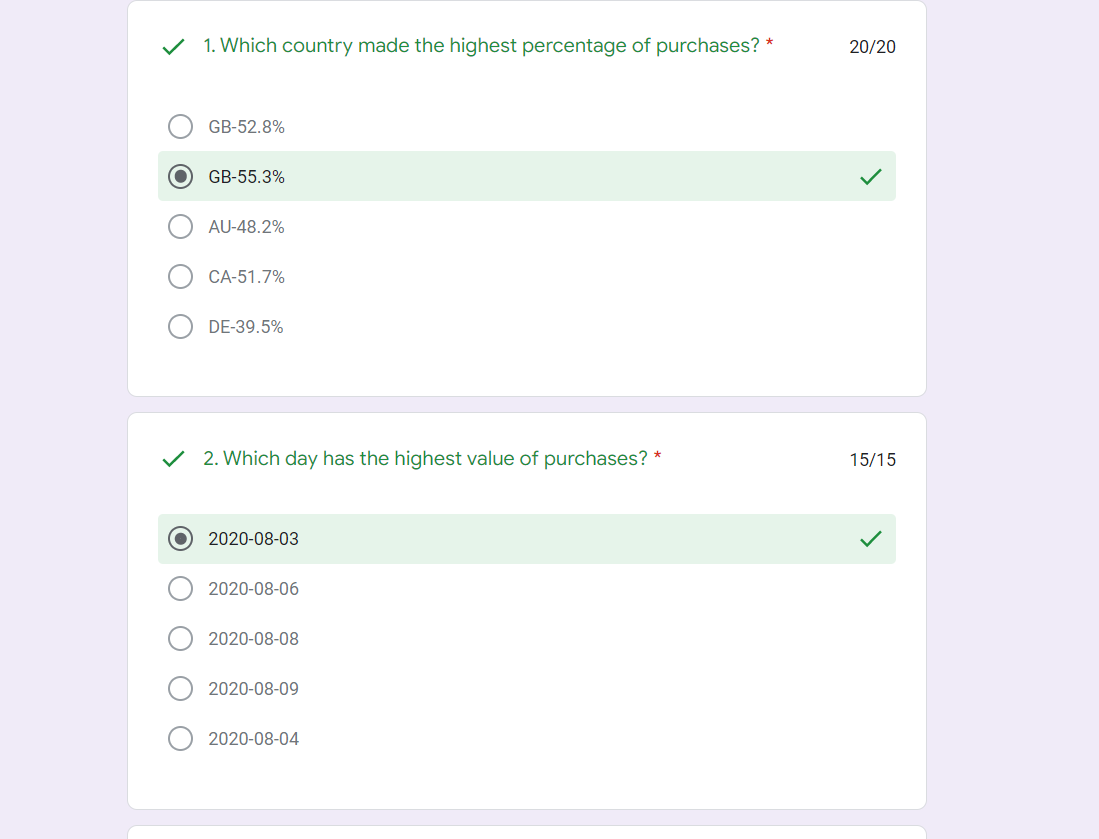 1. Which country made the highest percentage of purchases? *
20/20
GB-52.8%
GB-55.3%
AU-48.2%
CA-51.7%
DE-39.5%
2. Which day has the highest value of purchases? *
15/15
2020-08-03
2020-08-06
2020-08-08
2020-08-09
2020-08-04